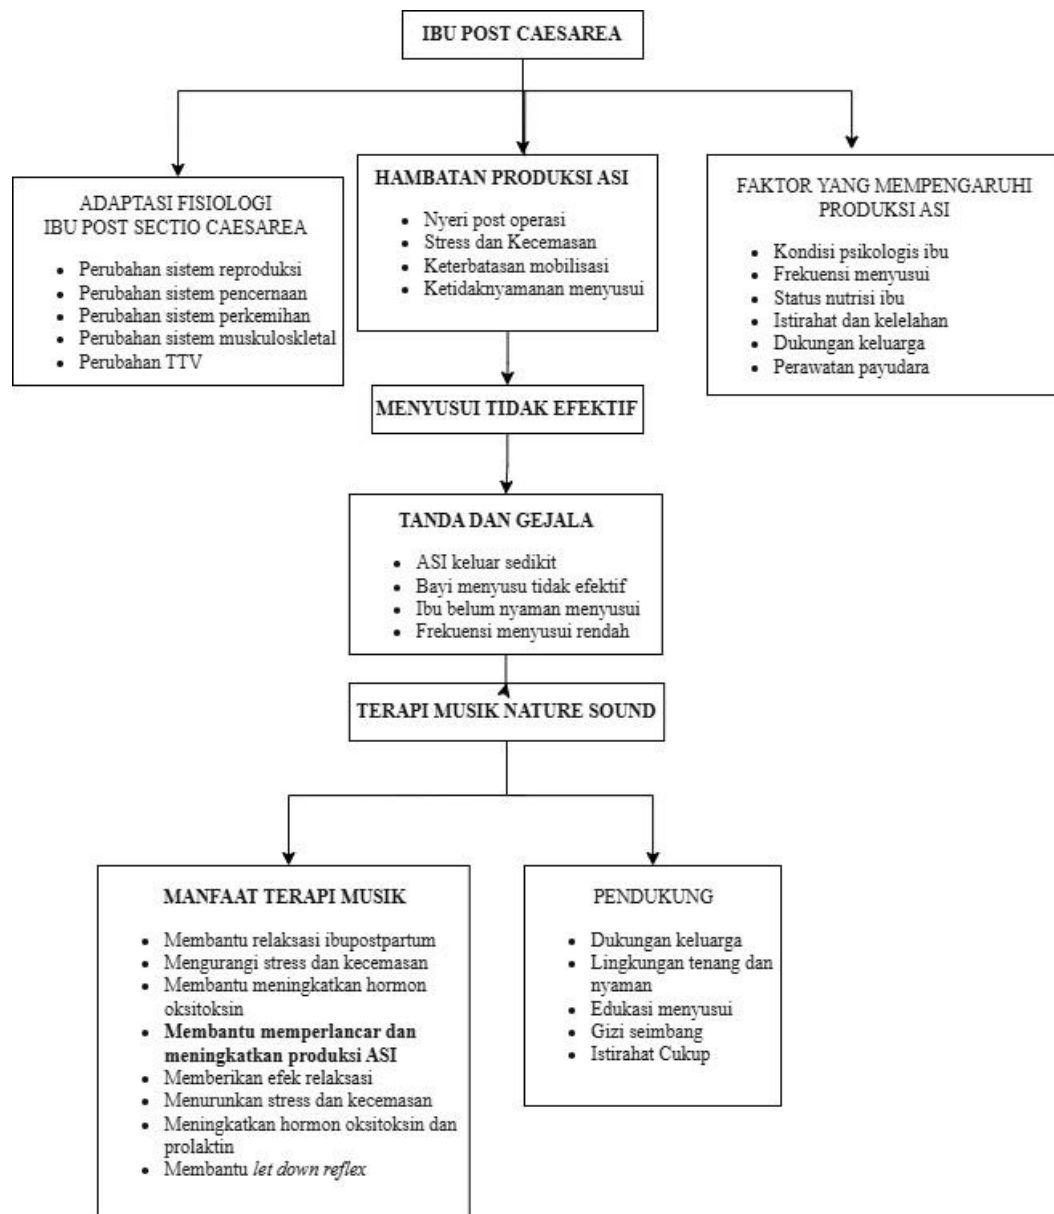 IBU POST CAESAREA
ADAPTASI FISIOLOGI
IBU POST SECTIO CAESAREA
• Perubahan sistem reproduksi
• Perubahan sistem pencernaan
• Perubahan sistem perkemihan
• Perubahan sistem muskuloskletal
• Perubahan TTV
HAMBATAN PRODUKSI ASI
• Nyeri post operasi
• Stress dan Kecemasan
• Keterbatasan mobilisasi
• Ketidaknyamanan menyusui
FAKTOR YANG MEMPENGARUHI
PRODUKSI ASI
• Kondisi psikologis ibu
• Frekuensi menyusui
• Status nutrisi ibu
• Istirahat dan kelelahan
• Dukungan keluarga
• Perawatan payudara
MENYUSUI TIDAK EFEKTIF
TANDA DAN GEJALA
• ASI keluar sedikit
• Bayi menyusu tidak efektif
• Ibu belum nyaman menyusui
• Frekuensi menyusui rendah
TERAPI MUSIK NATURE SOUND
MANFAAT TERAPI MUSIK
• Membantu relaksasi ibupostpartum
• Mengurangi stress dan kecemasan
• Membantu meningkatkan hormon
oksitoksin
• Membantu memperlancar dan
meningkatkan produksi ASI
• Memberikan efek relaksasi
• Menurunkan stress dan kecemasan
• Meningkatkan hormon oksitoksin dan
prolaktin
• Membantu let down reflex
PENDUKUNG
• Dukungan keluarga
• Lingkungan tenang dan
nyaman
• Edukasi menyusui
• Gizi seimbang
• Istirahat Cukup